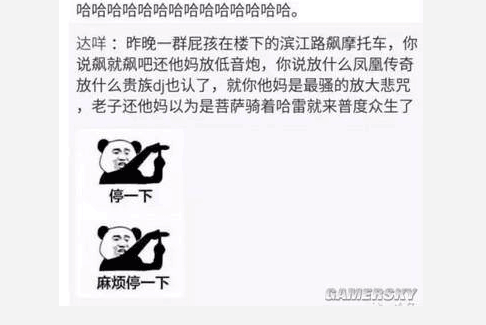 哈哈哈哈哈哈哈哈哈哈哈哈哈哈。
达咩：昨晚一群屁孩在楼下的滨江路飙摩托车，你
说飙就飙吧还他妈放低音炮，你说放什么凤凰传奇
放什么贵族dj也认了，就你他妈是最骚的放大悲咒
，老子还他妈以为是菩萨骑着哈雷就来普度众生了
停一下
麻烦停一下
GAMERSKY